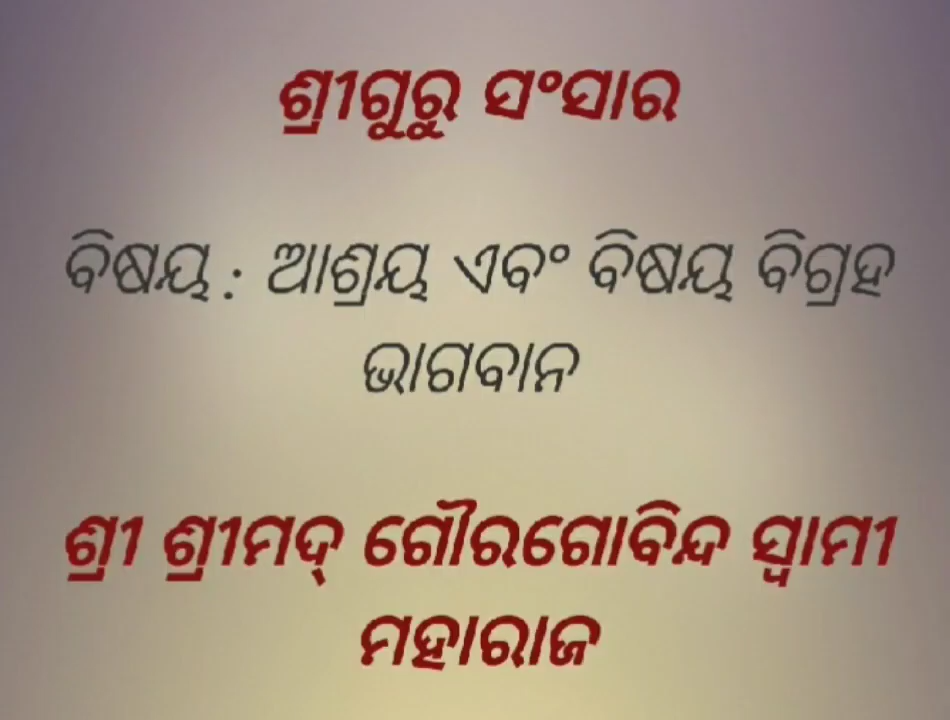 ଶ୍ରୀଗୁରୁ ସଂସାର
ବିଷୟ : ଆଶ୍ରୟ ଏବଂ ବିଷୟ ବିଗ୍ରହ
ଭାଗବାନ
ଶ୍ରୀ ଶ୍ରୀମଦ୍ ଗୌରଗୋବିନ୍ଦ ସ୍ୱାମୀ
ମହାରାଜ